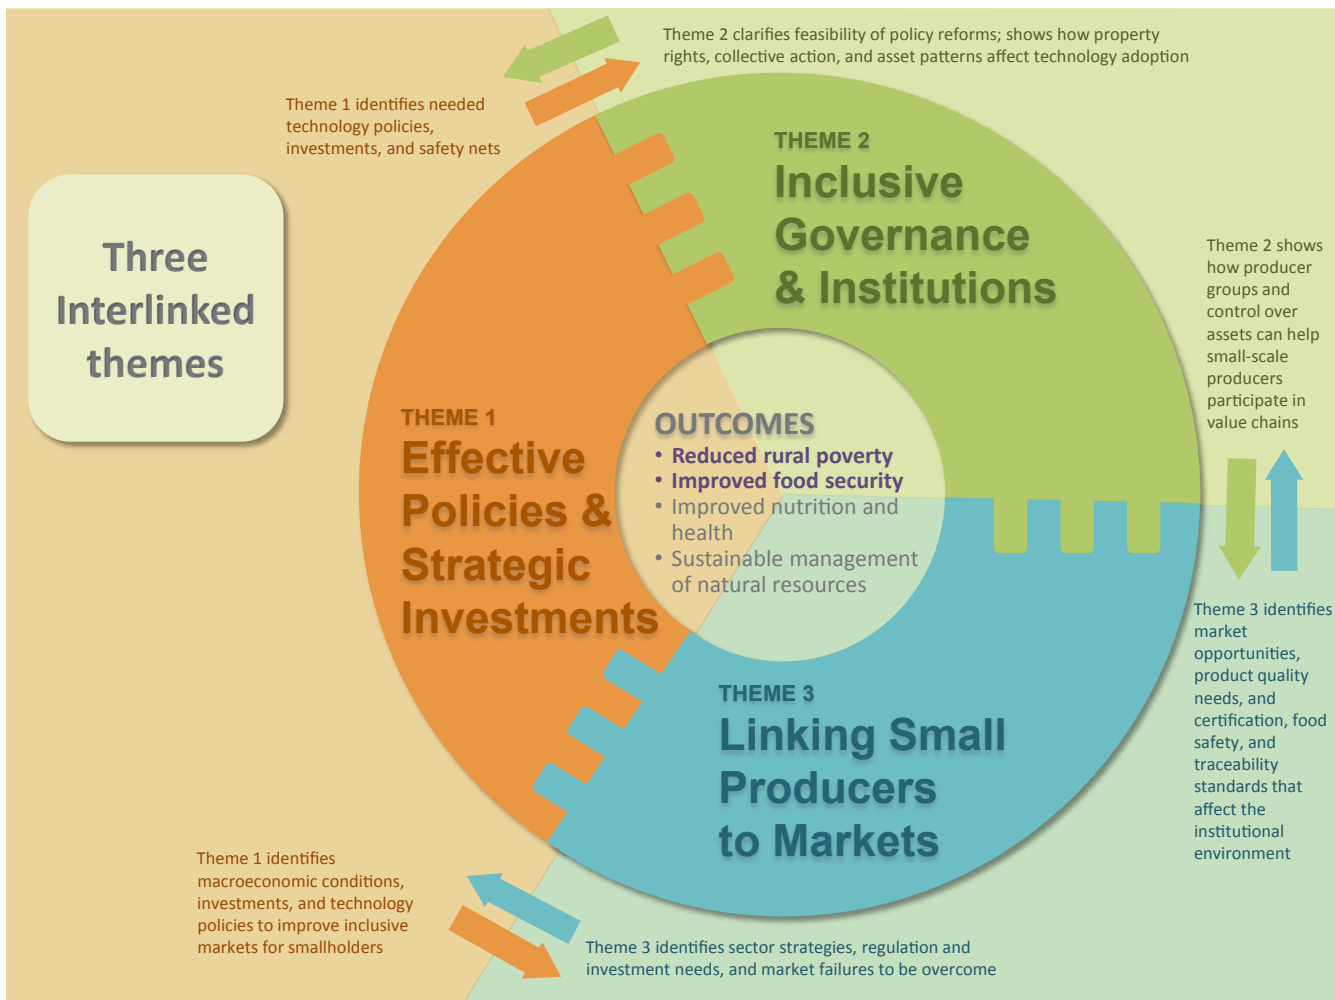 Theme 2 clarifies feasibility of policy reforms; shows how property
rights, collective action, and asset patterns affect technology adoption
Theme 1 identifies needed
technology policies,
investments, and safety nets
Three
Interlinked
themes
THEME 2
Inclusive
Governance
& Institutions
Theme 2 shows
how producer
groups and
control over
assets can help
small-scale
producers
participate in
value chains
THEME 1
Effective
Policies &
Strategic
Investments
OUTCOMES
• Reduced rural poverty
• Improved food security
• Improved nutrition and
health
• Sustainable management
of natural resources
Theme 3 identifies
market
opportunities,
product quality
needs, and
certification, food
safety, and
traceability
standards that
affect the
institutional
environment
THEME 3
Linking Small
Producers
to Markets
Theme 1 identifies
macroeconomic conditions,
investments, and technology
policies to improve inclusive
markets for smallholders
Theme 3 identifies sector strategies, regulation and
investment needs, and market failures to be overcome